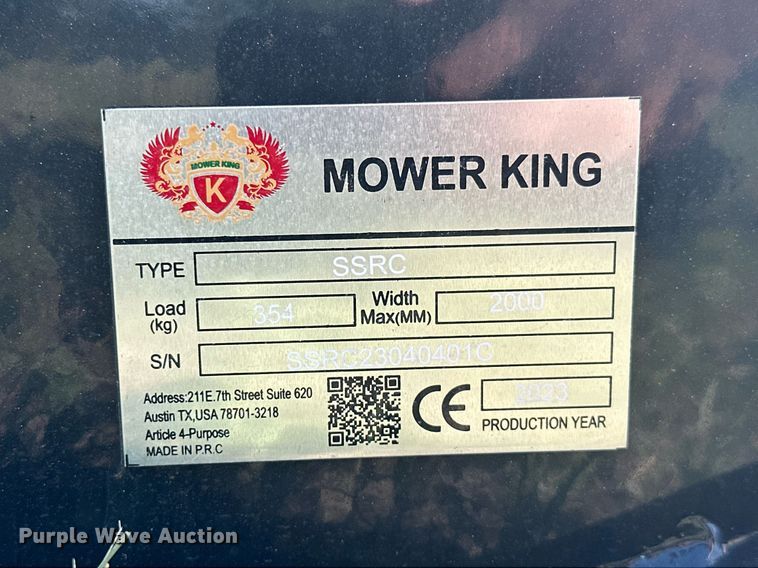 MOWER KING
K
MOWER KING
TYPE SSRC
Load (kg) 354 Width Max(MM) 2000
S/N SSRC23040401C
Address:211E.7th Street Suite 620
Austin TX,USA 78701-3218
Article 4-Purpose
MADE IN P.R.C
CE
2023
PRODUCTION YEAR
Purple Wave Auction